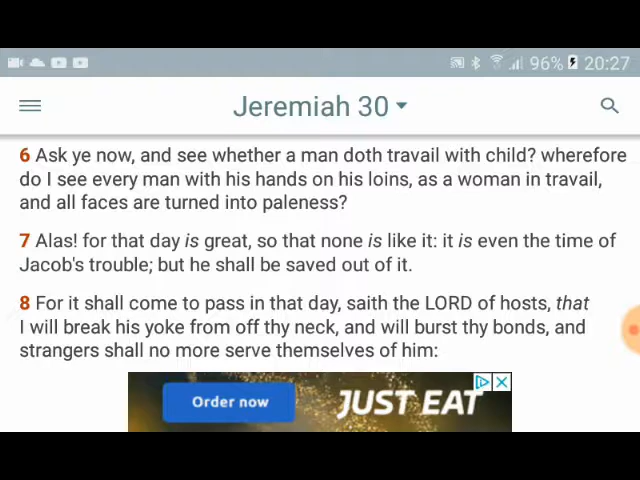 96% 20:27
Jeremiah 30
6 Ask ye now, and see whether a man doth travail with child? wherefore
do I see every man with his hands on his loins, as a woman in travail,
and all faces are turned into paleness?
7 Alas! for that day is great, so that none is like it: it is even the time of
Jacob's trouble; but he shall be saved out of it.
8 For it shall come to pass in that day, saith the LORD of hosts, that
I will break his yoke from off thy neck, and will burst thy bonds, and
strangers shall no more serve themselves of him:
Order now JUST EAT